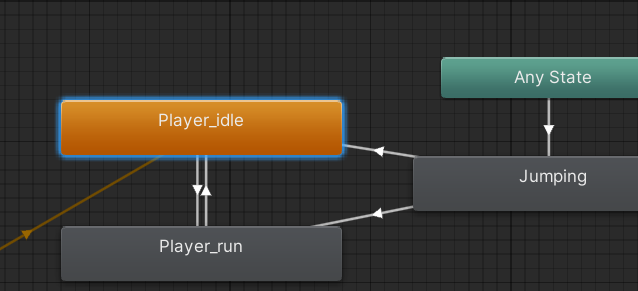 Any State
Player_idle
Jumping
Player_run